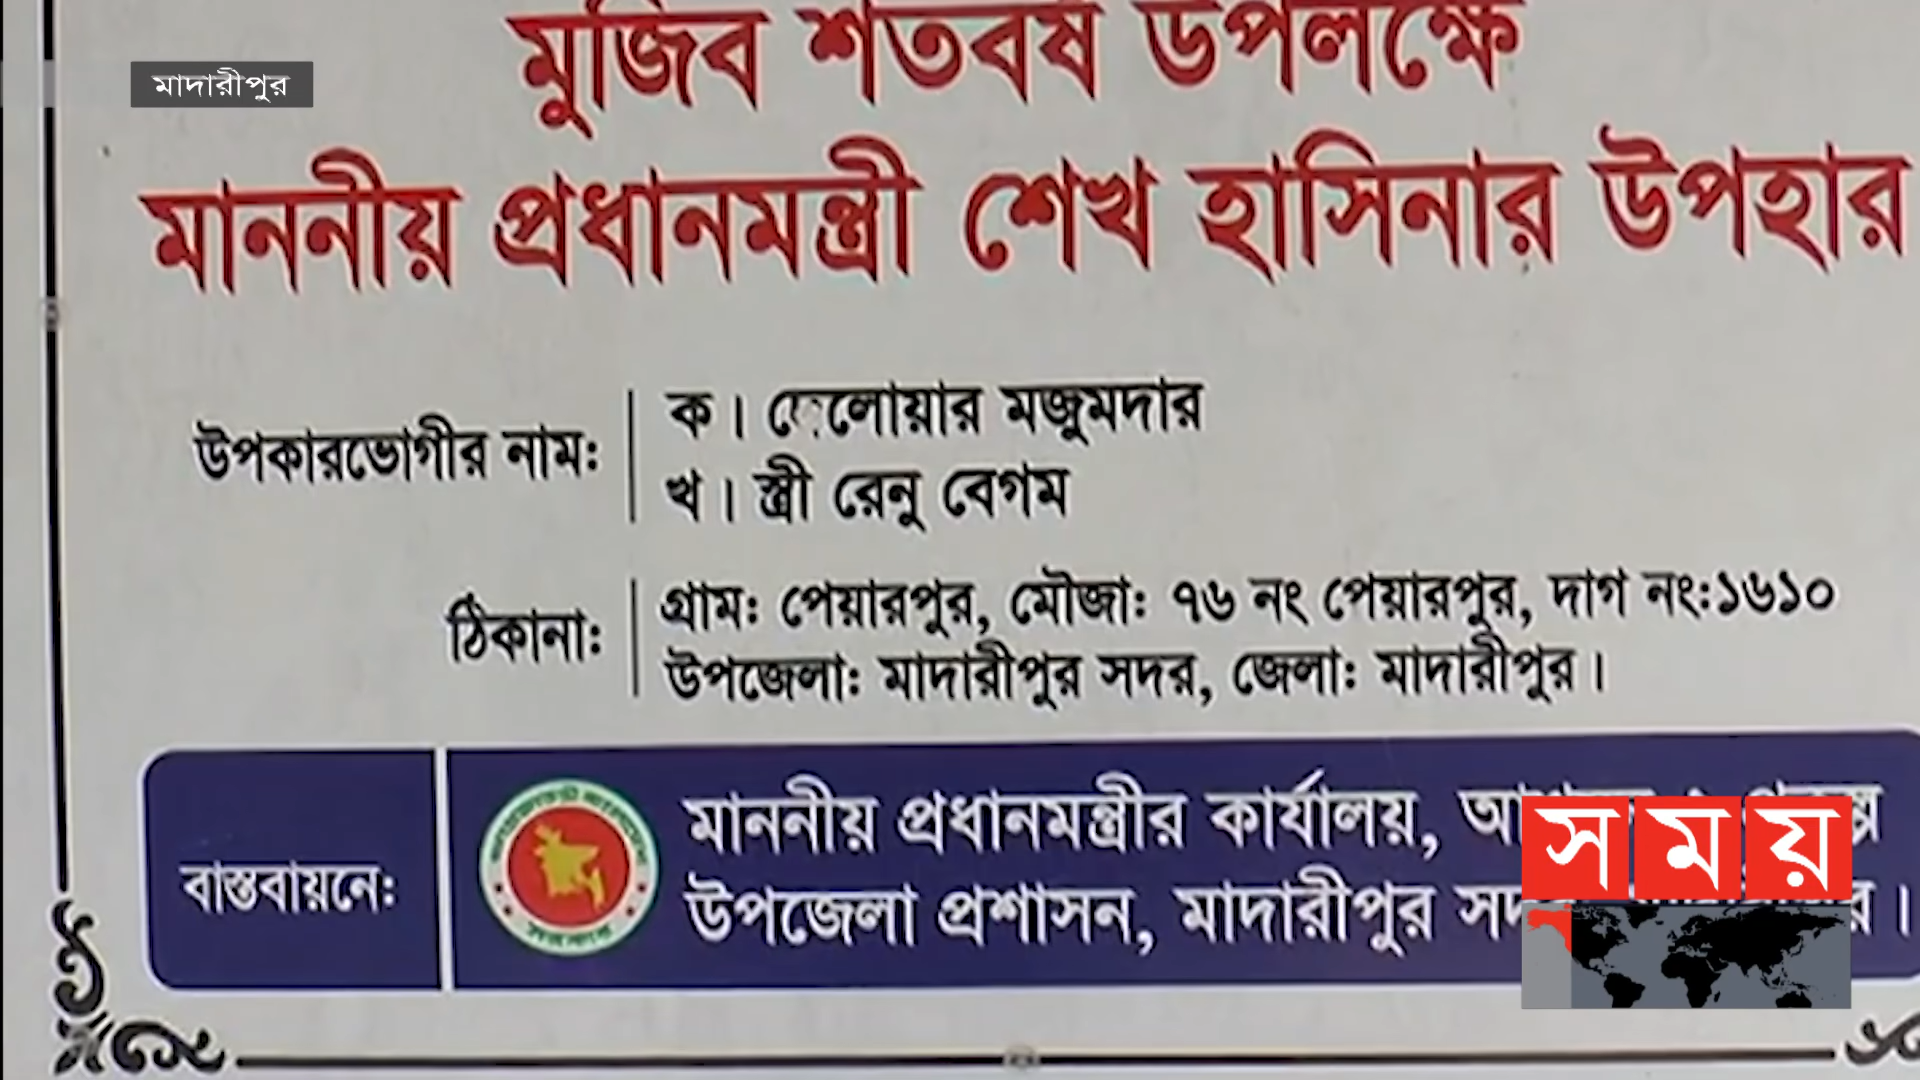 মাদারীপুর
মুজিব শতবর্ষ উপলক্ষে
মাননীয় প্রধানমন্ত্রী শেখ হাসিনার উপহার
উপকারভোগীর নাম:
ক। দেলোয়ার মজুমদার
খ। স্ত্রী রেনু বেগম
ঠিকানা:
গ্রাম: পেয়ারপুর, মৌজা: ৭৬ নং পেয়ারপুর, দাগ নং:১৬১০
উপজেলা: মাদারীপুর সদর, জেলা: মাদারীপুর।
বাস্তবায়নে:
মাননীয় প্রধানমন্ত্রীর কার্যালয়,
উপজেলা প্রশাসন, মাদারীপুর
সময়